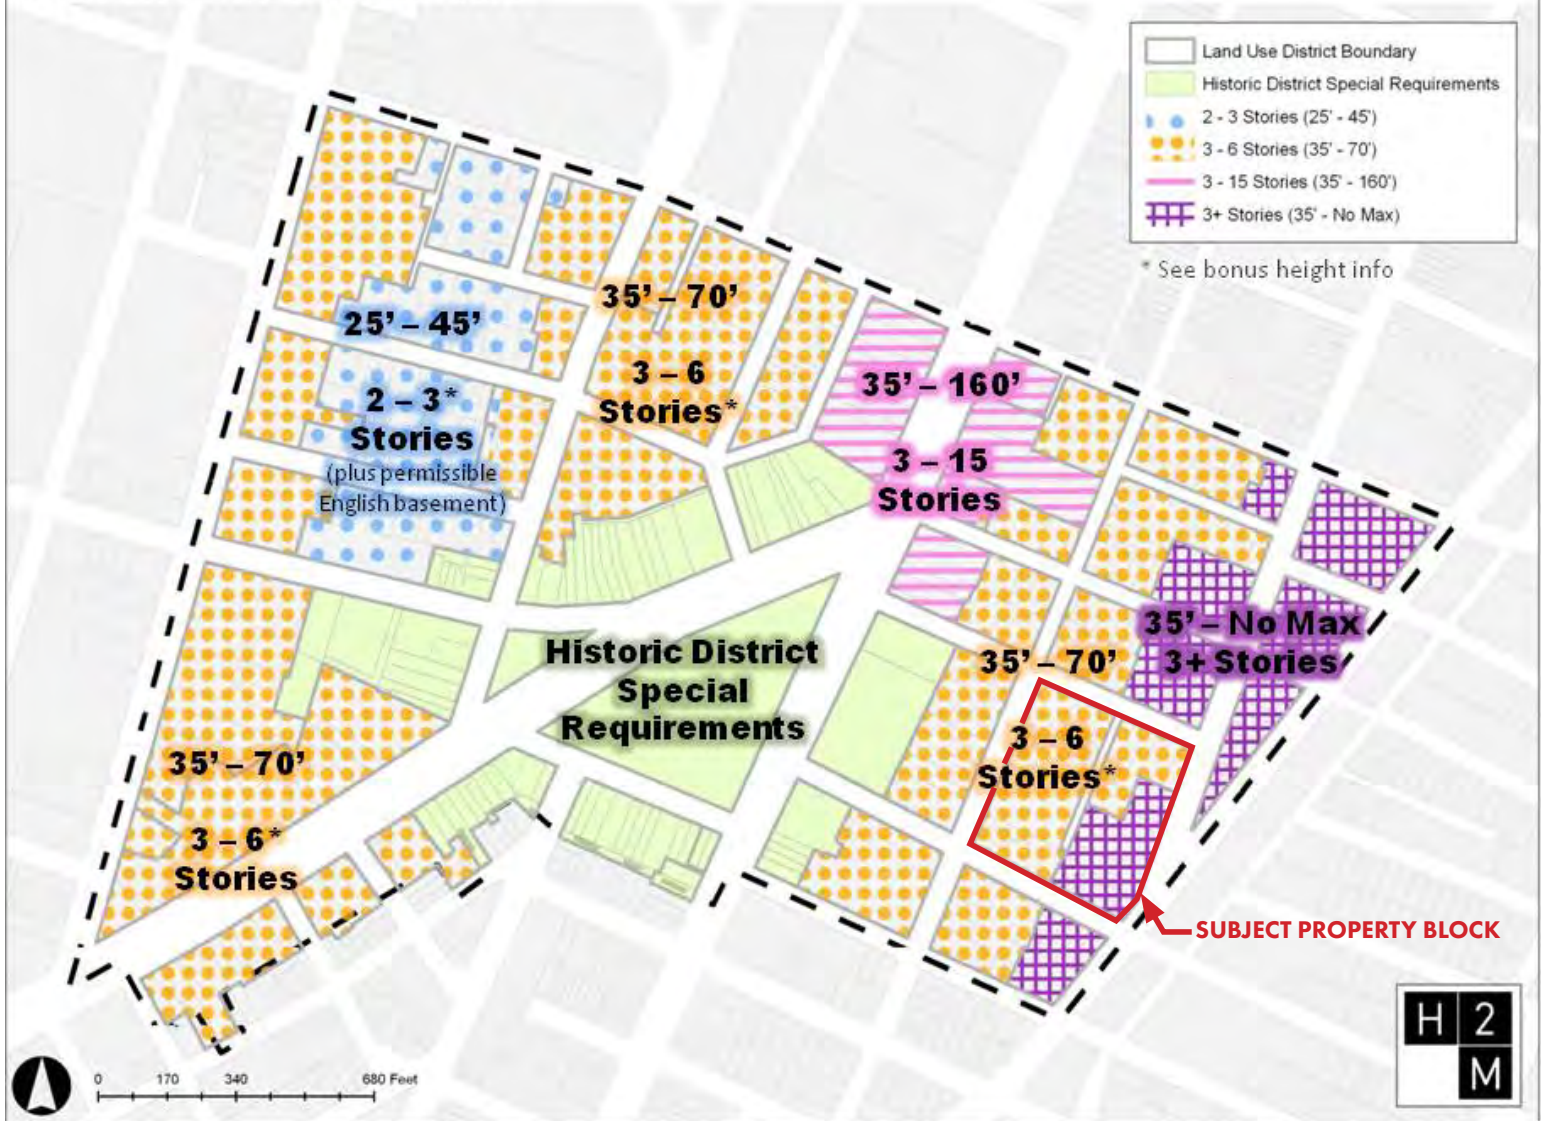 Land Use District Boundary
Historic District Special Requirements
2 - 3 Stories (25' - 45')
3 - 6 Stories (35' - 70')
3 - 15 Stories (35' - 160')
3+ Stories (35' - No Max)
* See bonus height info
35’ – 70’
3 – 6
Stories*
25’ – 45’
2 – 3*
Stories
(plus permissible
English basement)
35’ – 160’
3 – 15
Stories
35’ – No Max
3+ Stories
Historic District
Special
Requirements
35’ – 70’
3 – 6
Stories*
35’ – 70’
3 – 6*
Stories
SUBJECT PROPERTY BLOCK
0 170 340 680 Feet
H 2
M